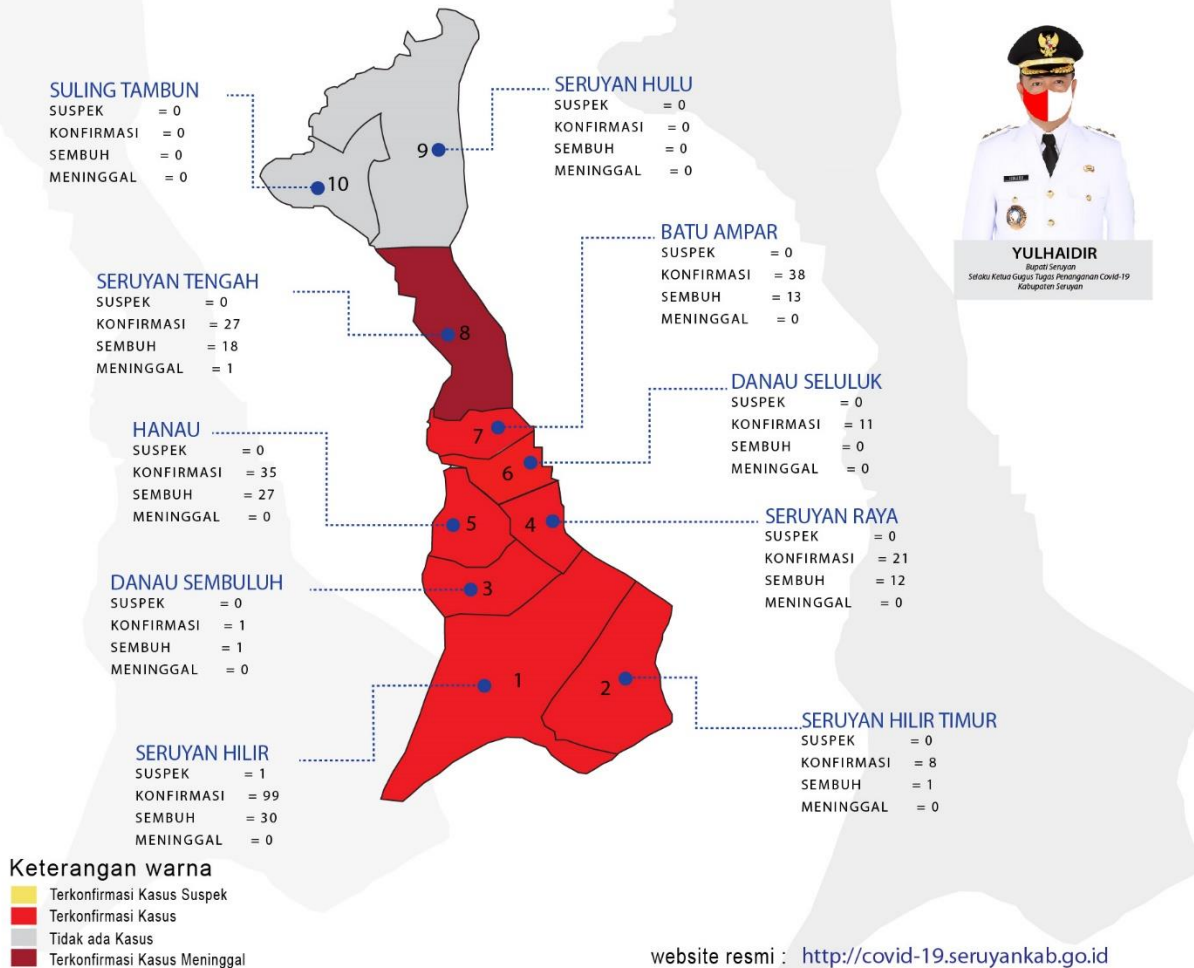 SULING TAMBUN
SUSPEK = 0
KONFIRMASI = 0
SEMBUH = 0
MENINGGAL = 0
SERUYAN HULU
SUSPEK = 0
KONFIRMASI = 0
SEMBUH = 0
MENINGGAL = 0
YULHAIDIR
Bupati Seruyan
Selaku Ketua Gugus Tugas Penanganan Covid-19
Kabupaten Seruyan
9
10
SERUYAN TENGAH
SUSPEK = 0
KONFIRMASI = 27
SEMBUH = 18
MENINGGAL = 1
BATU AMPAR
SUSPEK = 0
KONFIRMASI = 38
SEMBUH = 13
MENINGGAL = 0
8
HANAU
SUSPEK = 0
KONFIRMASI = 35
SEMBUH = 27
MENINGGAL = 0
DANAU SELULUK
SUSPEK = 0
KONFIRMASI = 11
SEMBUH = 0
MENINGGAL = 0
7
6
5
4
DANAU SEMBULUH
SUSPEK = 0
KONFIRMASI = 1
SEMBUH = 1
MENINGGAL = 0
SERUYAN RAYA
SUSPEK = 0
KONFIRMASI = 21
SEMBUH = 12
MENINGGAL = 0
3
1
2
SERUYAN HILIR
SUSPEK = 1
KONFIRMASI = 99
SEMBUH = 30
MENINGGAL = 0
SERUYAN HILIR TIMUR
SUSPEK = 0
KONFIRMASI = 8
SEMBUH = 1
MENINGGAL = 0
Keterangan warna
Terkonfirmasi Kasus Suspek
Terkonfirmasi Kasus
Tidak ada Kasus
Terkonfirmasi Kasus Meninggal
website resmi : http://covid-19.seruyankab.go.id